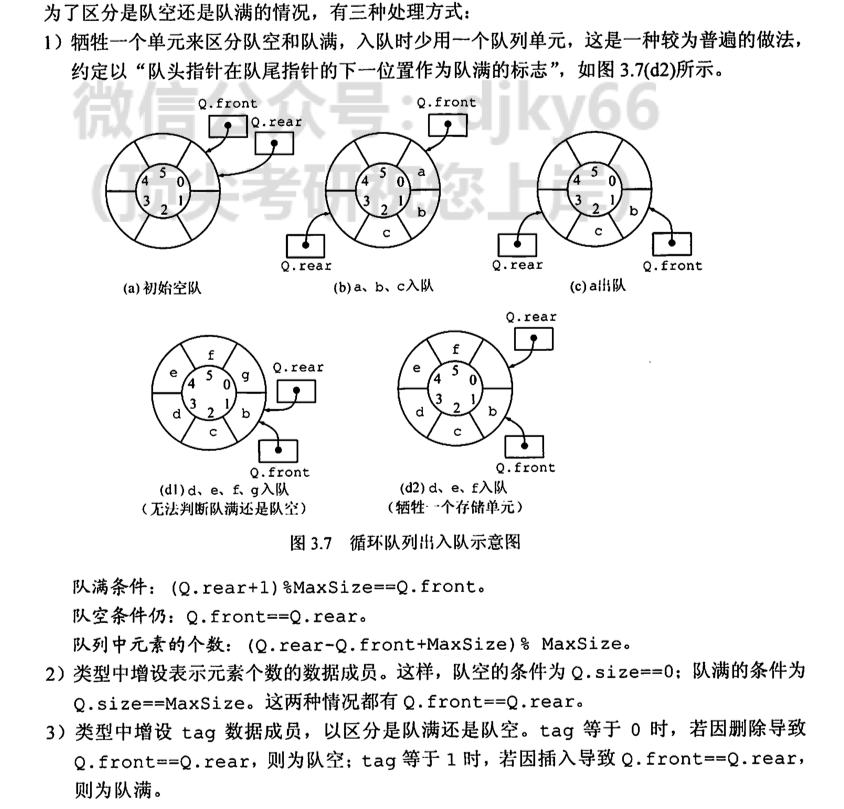 为了区分是队空还是队满的情况，有三种处理方式：
1）牺牲一个单元来区分队空和队满，入队时少用一个队列单元，这是一种较为普遍的做法，
约定以“队头指针在队尾指针的下一位置作为队满的标志”，如图 3.7(d2)所示。
微信公众号：djky66
(顶尖考研祝您上岸)
Q.front
Q.rear
4 5 0
3 2 1
(a) 初始空队
Q.front
a
b
c
4 5 0
3 2 1
Q.rear
(b) a、b、c入队
b
c
4 5 0
3 2 1
Q.rear
Q.front
(c) a出队
e f g
d c b
4 5 0
3 2 1
Q.rear
Q.front
(d1) d、e、f、g入队
（无法判断队满还是队空）
Q.rear
e f
d c b
4 5 0
3 2 1
Q.front
(d2) d、e、f入队
（牺牲一个存储单元）
图 3.7 循环队列出入队示意图
队满条件：(Q.rear+1)%MaxSize==Q.front。
队空条件仍：Q.front==Q.rear。
队列中元素的个数：(Q.rear-Q.front+MaxSize)% MaxSize。
2）类型中增设表示元素个数的数据成员。这样，队空的条件为 Q.size==0；队满的条件为
Q.size==MaxSize。这两种情况都有 Q.front==Q.rear。
3）类型中增设 tag 数据成员，以区分是队满还是队空。tag 等于 0 时，若因删除导致
Q.front==Q.rear，则为队空；tag 等于 1 时，若因插入导致 Q.front==Q.rear，
则为队满。